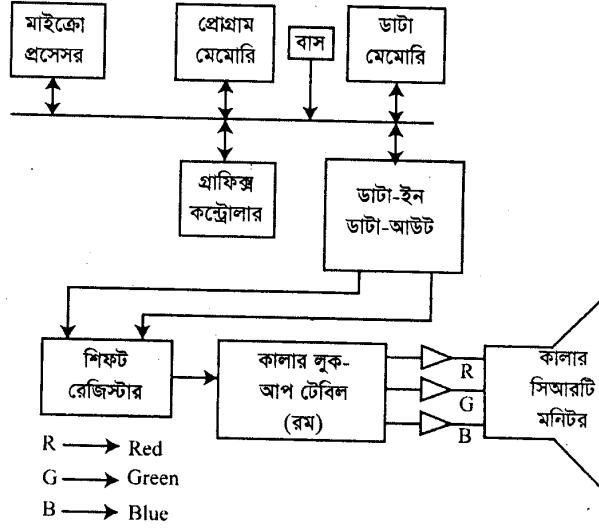 মাইক্রো
প্রসেসর
প্রোগ্রাম
মেমোরি
বাস
ডাটা
মেমোরি
গ্রাফিক্স
কন্ট্রোলার
ডাটা-ইন
ডাটা-আউট
শিফট
রেজিস্টার
কালার লুক-
আপ টেবিল
(রম)
R
G
B
কালার
সিআরটি
মনিটর
R Red
G Green
B Blue